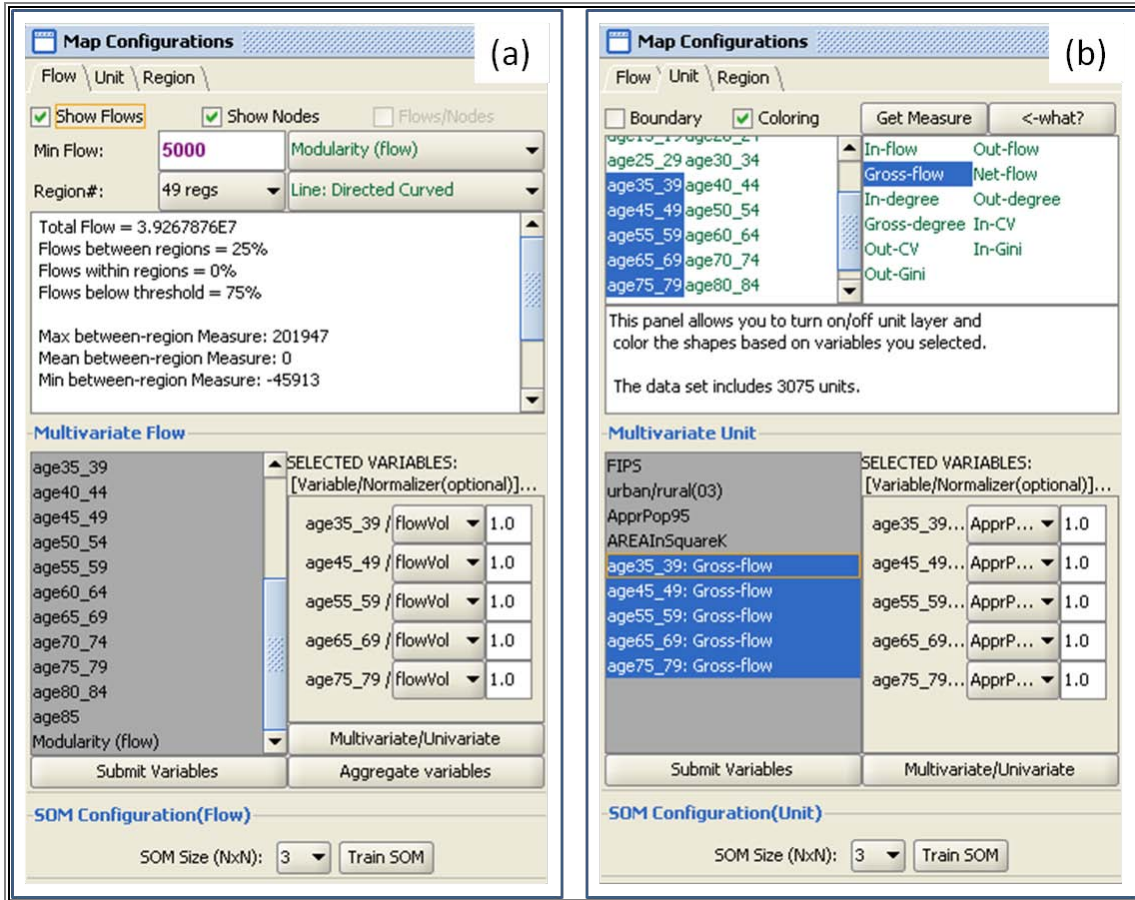 Map Configurations
(a)
Flow Unit Region
Show Flows Show Nodes Flows/Nodes
Min Flow: 5000 Modularity (flow)
Region#: 49 regs Line: Directed Curved
Total Flow = 3.9267876E7
Flows between regions = 25%
Flows within regions = 0%
Flows below threshold = 75%
Max between-region Measure: 201947
Mean between-region Measure: 0
Min between-region Measure: -45913
Multivariate Flow
age35_39
age40_44
age45_49
age50_54
age55_59
age60_64
age65_69
age70_74
age75_79
age80_84
age85
Modularity (flow)
SELECTED VARIABLES:
[Variable/Normalizer(optional)]...
age35_39 / flowVol 1.0
age45_49 / flowVol 1.0
age55_59 / flowVol 1.0
age65_69 / flowVol 1.0
age75_79 / flowVol 1.0
Multivariate/Univariate
Submit Variables Aggregate variables
SOM Configuration(Flow)
SOM Size (NxN): 3 Train SOM
Map Configurations
(b)
Flow Unit Region
Boundary Coloring Get Measure <-what?
age25_29 age30_34
age35_39 age40_44
age45_49 age50_54
age55_59 age60_64
age65_69 age70_74
age75_79 age80_84
In-flow Out-flow
Gross-flow Net-flow
In-degree Out-degree
Gross-degree In-CV
Out-CV In-Gini
Out-Gini
This panel allows you to turn on/off unit layer and
color the shapes based on variables you selected.
The data set includes 3075 units.
Multivariate Unit
FIPS
urban/rural(03)
ApprPop95
AREAInSquareK
age35_39: Gross-flow
age45_49: Gross-flow
age55_59: Gross-flow
age65_69: Gross-flow
age75_79: Gross-flow
SELECTED VARIABLES:
[Variable/Normalizer(optional)]...
age35_39... ApprP... 1.0
age45_49... ApprP... 1.0
age55_59... ApprP... 1.0
age65_69... ApprP... 1.0
age75_79... ApprP... 1.0
Submit Variables Multivariate/Univariate
SOM Configuration(Unit)
SOM Size (NxN): 3 Train SOM